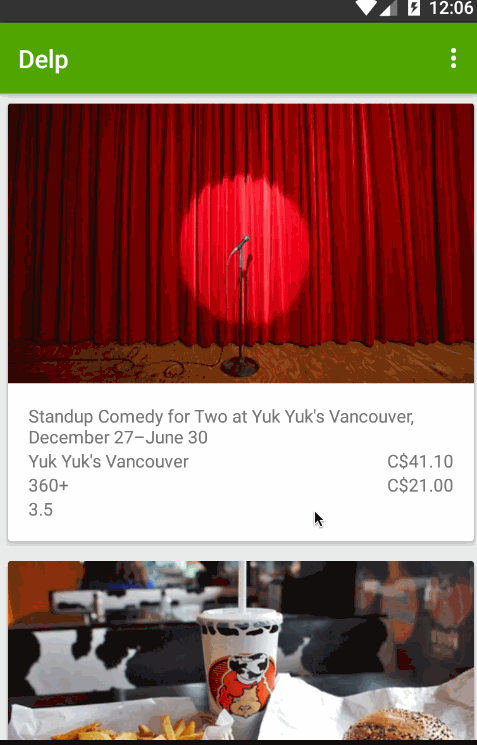 12:06
Delp
Standup Comedy for Two at Yuk Yuk's Vancouver,
December 27–June 30
Yuk Yuk's Vancouver C$41.10
360+ C$21.00
3.5